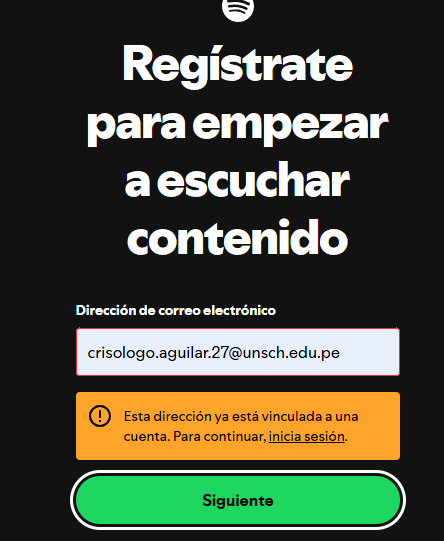 Regístrate
para empezar
a escuchar
contenido
Dirección de correo electrónico
crisologo.aguilar.27@unsch.edu.pe
Esta dirección ya está vinculada a una
cuenta. Para continuar, inicia sesión.
Siguiente